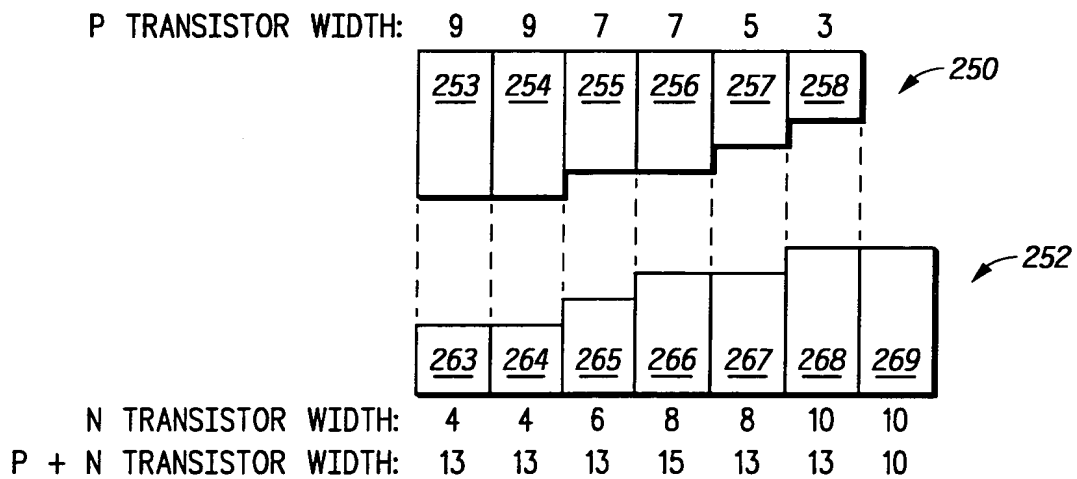 P TRANSISTOR WIDTH: 9 9 7 7 5 3
253 254 255 256 257 258
250
252
263 264 265 266 267 268 269
N TRANSISTOR WIDTH: 4 4 6 8 8 10 10
P + N TRANSISTOR WIDTH: 13 13 13 15 13 13 10